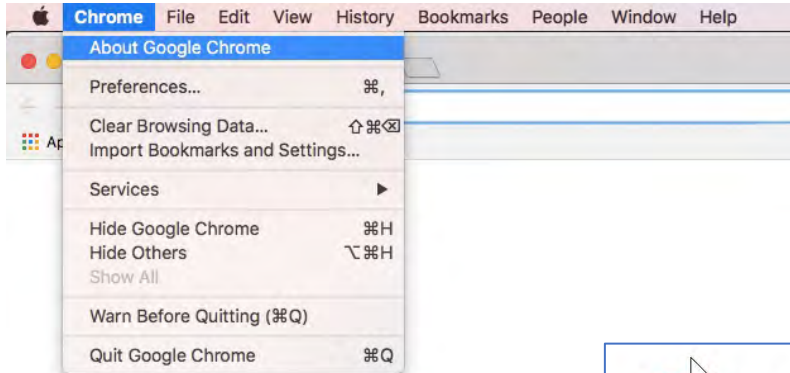 Chrome File Edit View History Bookmarks People Window Help
About Google Chrome
Preferences... ⌘,
Clear Browsing Data... ⇧⌘⌫
Import Bookmarks and Settings...
Services ▶
Hide Google Chrome ⌘H
Hide Others ⌥⌘H
Show All
Warn Before Quitting (⌘Q)
Quit Google Chrome ⌘Q